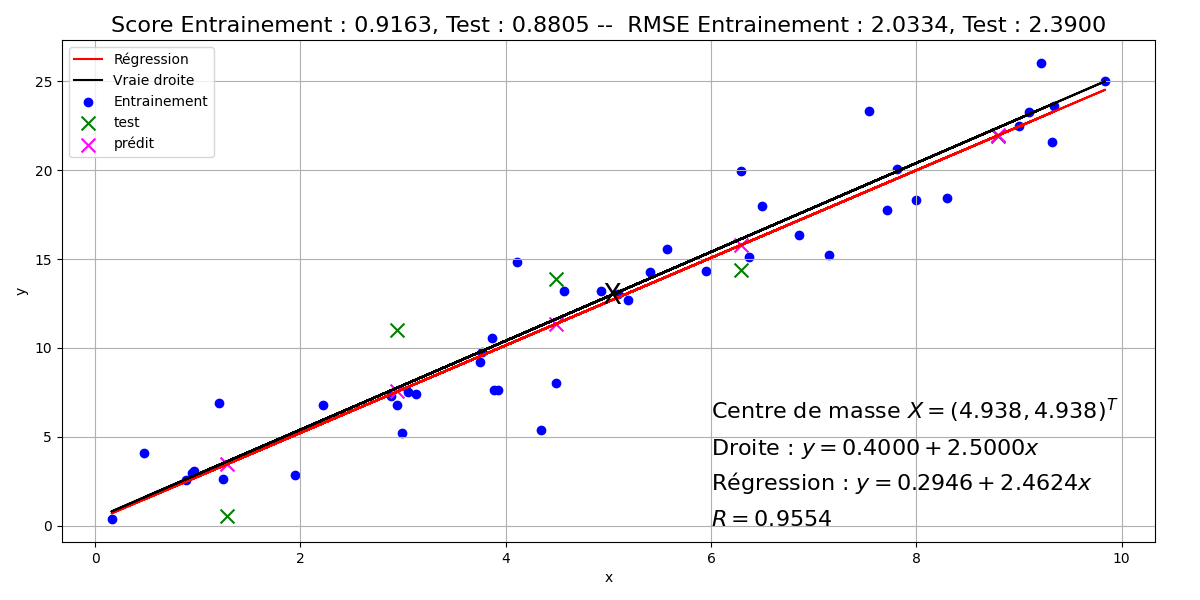 Score Entrainement : 0.9163, Test : 0.8805 --  RMSE Entrainement : 2.0334, Test : 2.3900
Régression
Vraie droite
Entrainement
test
prédit
y
25
20
15
10
5
0
Centre de masse X = (4.938, 4.938)^T
Droite : y = 0.4000 + 2.5000x
Régression : y = 0.2946 + 2.4624x
R = 0.9554
0 2 4 6 8 10
x